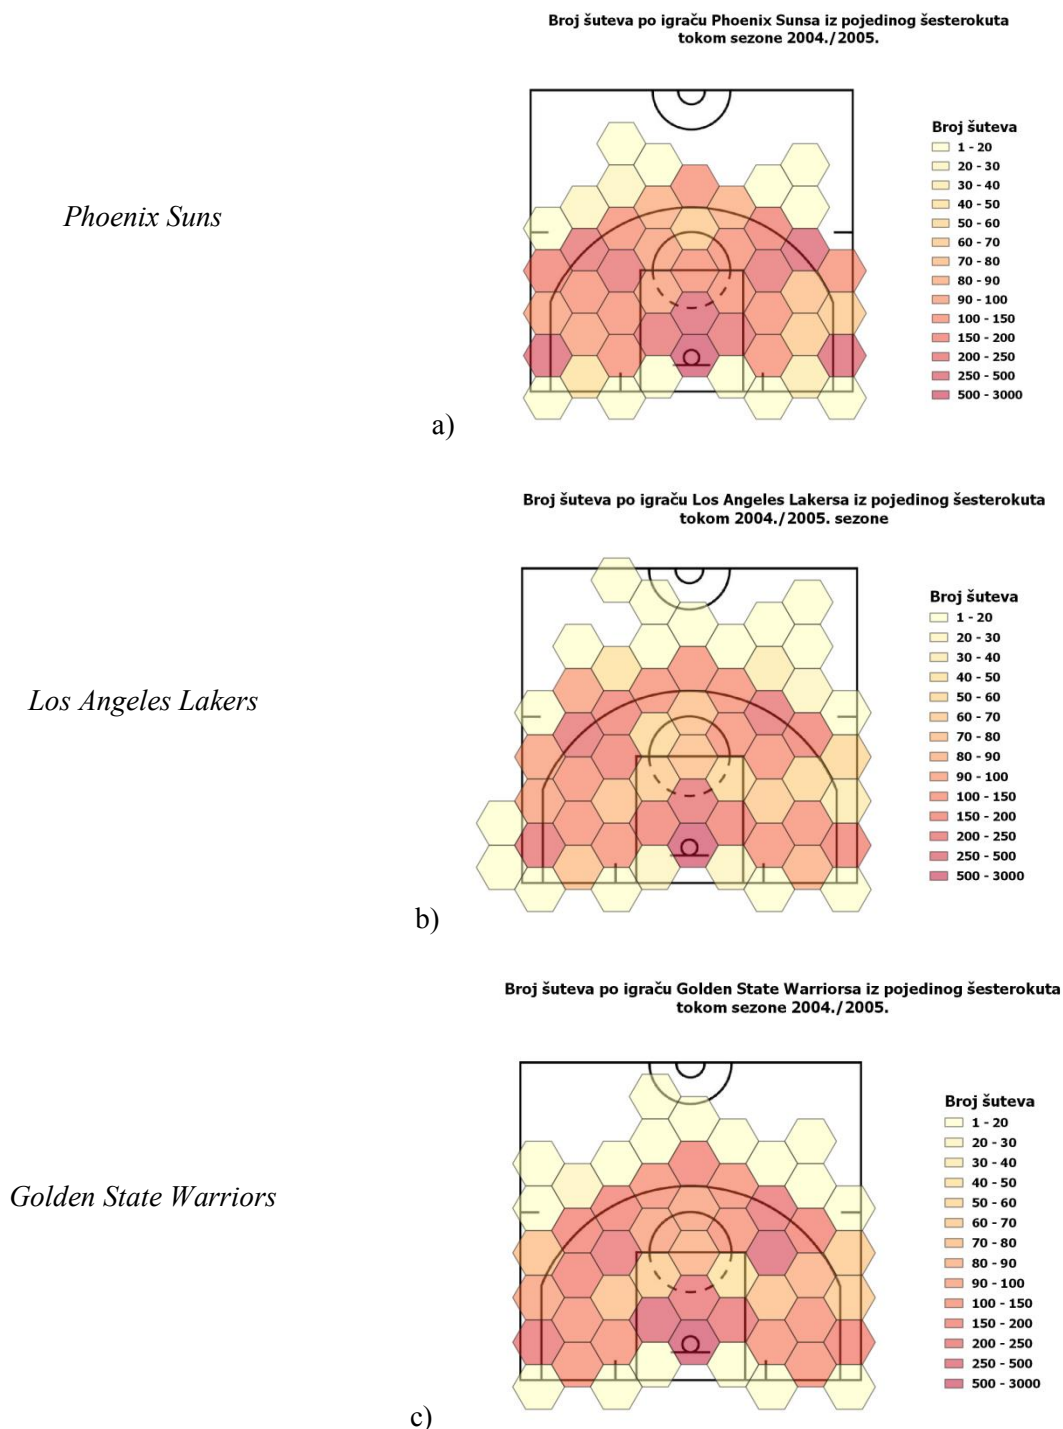 Broj šuteva po igraču Phoenix Sunsa iz pojedinog šesterokuta
tokom sezone 2004./2005.
Phoenix Suns
Broj šuteva
1 - 20
20 - 30
30 - 40
40 - 50
50 - 60
60 - 70
70 - 80
80 - 90
90 - 100
100 - 150
150 - 200
200 - 250
250 - 500
500 - 3000
a)
Broj šuteva po igraču Los Angeles Lakersa iz pojedinog šesterokuta
tokom 2004./2005. sezone
Los Angeles Lakers
Broj šuteva
1 - 20
20 - 30
30 - 40
40 - 50
50 - 60
60 - 70
70 - 80
80 - 90
90 - 100
100 - 150
150 - 200
200 - 250
250 - 500
500 - 3000
b)
Broj šuteva po igraču Golden State Warriorsa iz pojedinog šesterokuta
tokom sezone 2004./2005.
Golden State Warriors
Broj šuteva
1 - 20
20 - 30
30 - 40
40 - 50
50 - 60
60 - 70
70 - 80
80 - 90
90 - 100
100 - 150
150 - 200
200 - 250
250 - 500
500 - 3000
c)